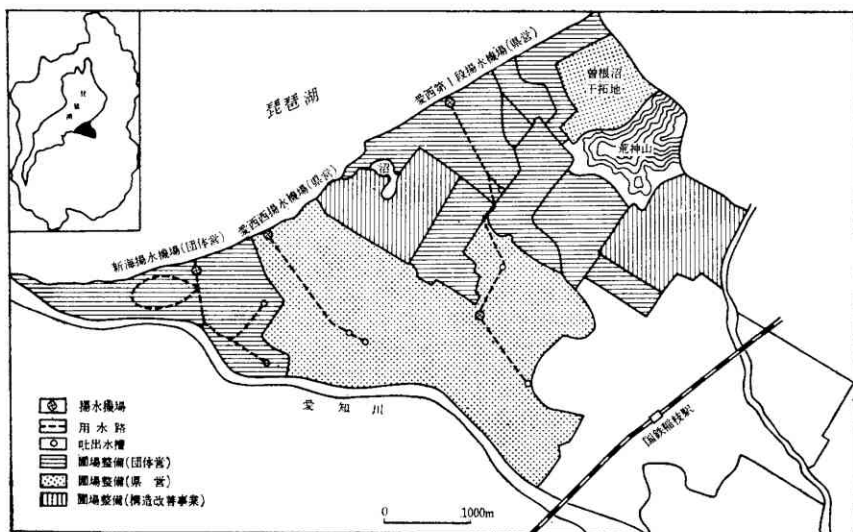 琵琶湖
琵琶湖
愛西第1段揚水機場(県営)
曽根沼
干拓地
荒神山
沼
愛西西揚水機場(県営)
新海揚水機場(団体営)
愛知川
国鉄稲枝駅
揚水機場
用水路
吐出水槽
圃場整備(団体営)
圃場整備(県 営)
圃場整備(構造改善事業)
0 1000m